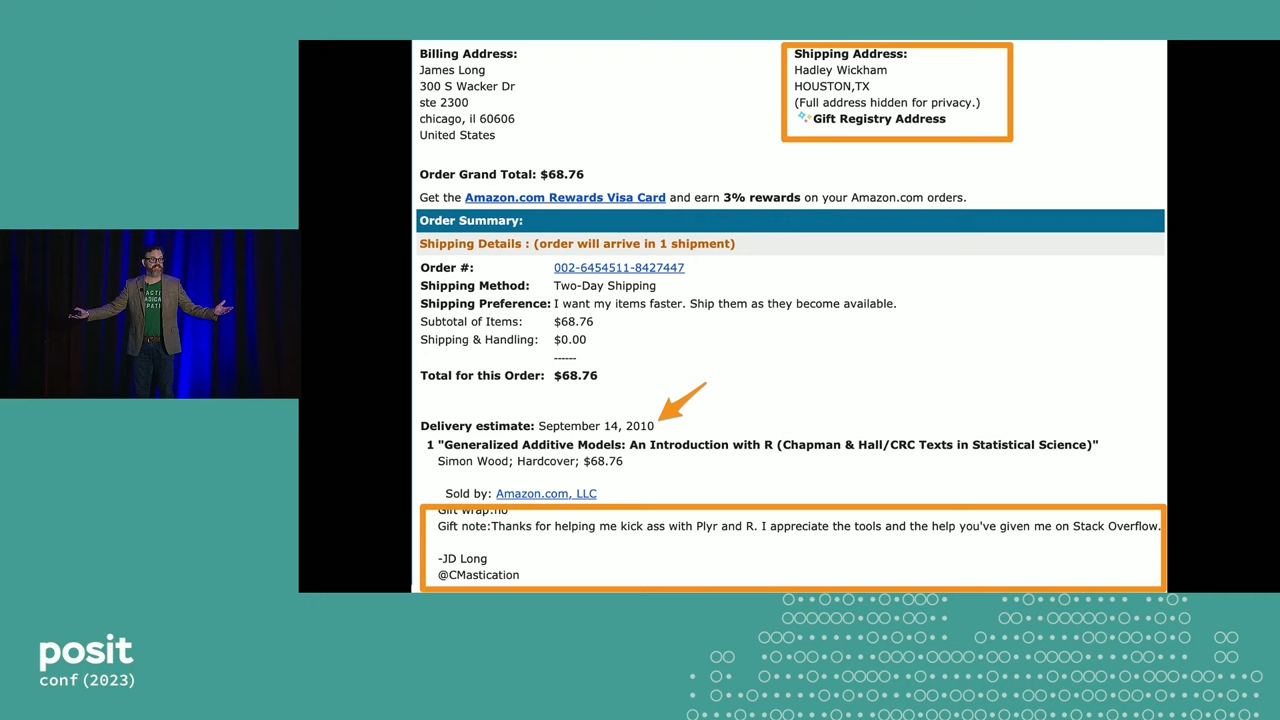 Billing Address:
James Long
300 S Wacker Dr
ste 2300
chicago, il 60606
United States
Shipping Address:
Hadley Wickham
HOUSTON,TX
(Full address hidden for privacy.)
Gift Registry Address
Order Grand Total: $68.76
Get the Amazon.com Rewards Visa Card and earn 3% rewards on your Amazon.com orders.
Order Summary:
Shipping Details : (order will arrive in 1 shipment)
Order #: 002-6454511-8427447
Shipping Method: Two-Day Shipping
Shipping Preference: I want my items faster. Ship them as they become available.
Subtotal of Items: $68.76
Shipping & Handling: $0.00
------
Total for this Order: $68.76
Delivery estimate: September 14, 2010
1 "Generalized Additive Models: An Introduction with R (Chapman & Hall/CRC Texts in Statistical Science)"
Simon Wood; Hardcover; $68.76
Sold by: Amazon.com, LLC
Gift wrap:no
Gift note:Thanks for helping me kick ass with Plyr and R. I appreciate the tools and the help you've given me on Stack Overflow.
-JD Long
@CMastication
posit
conf(2023)